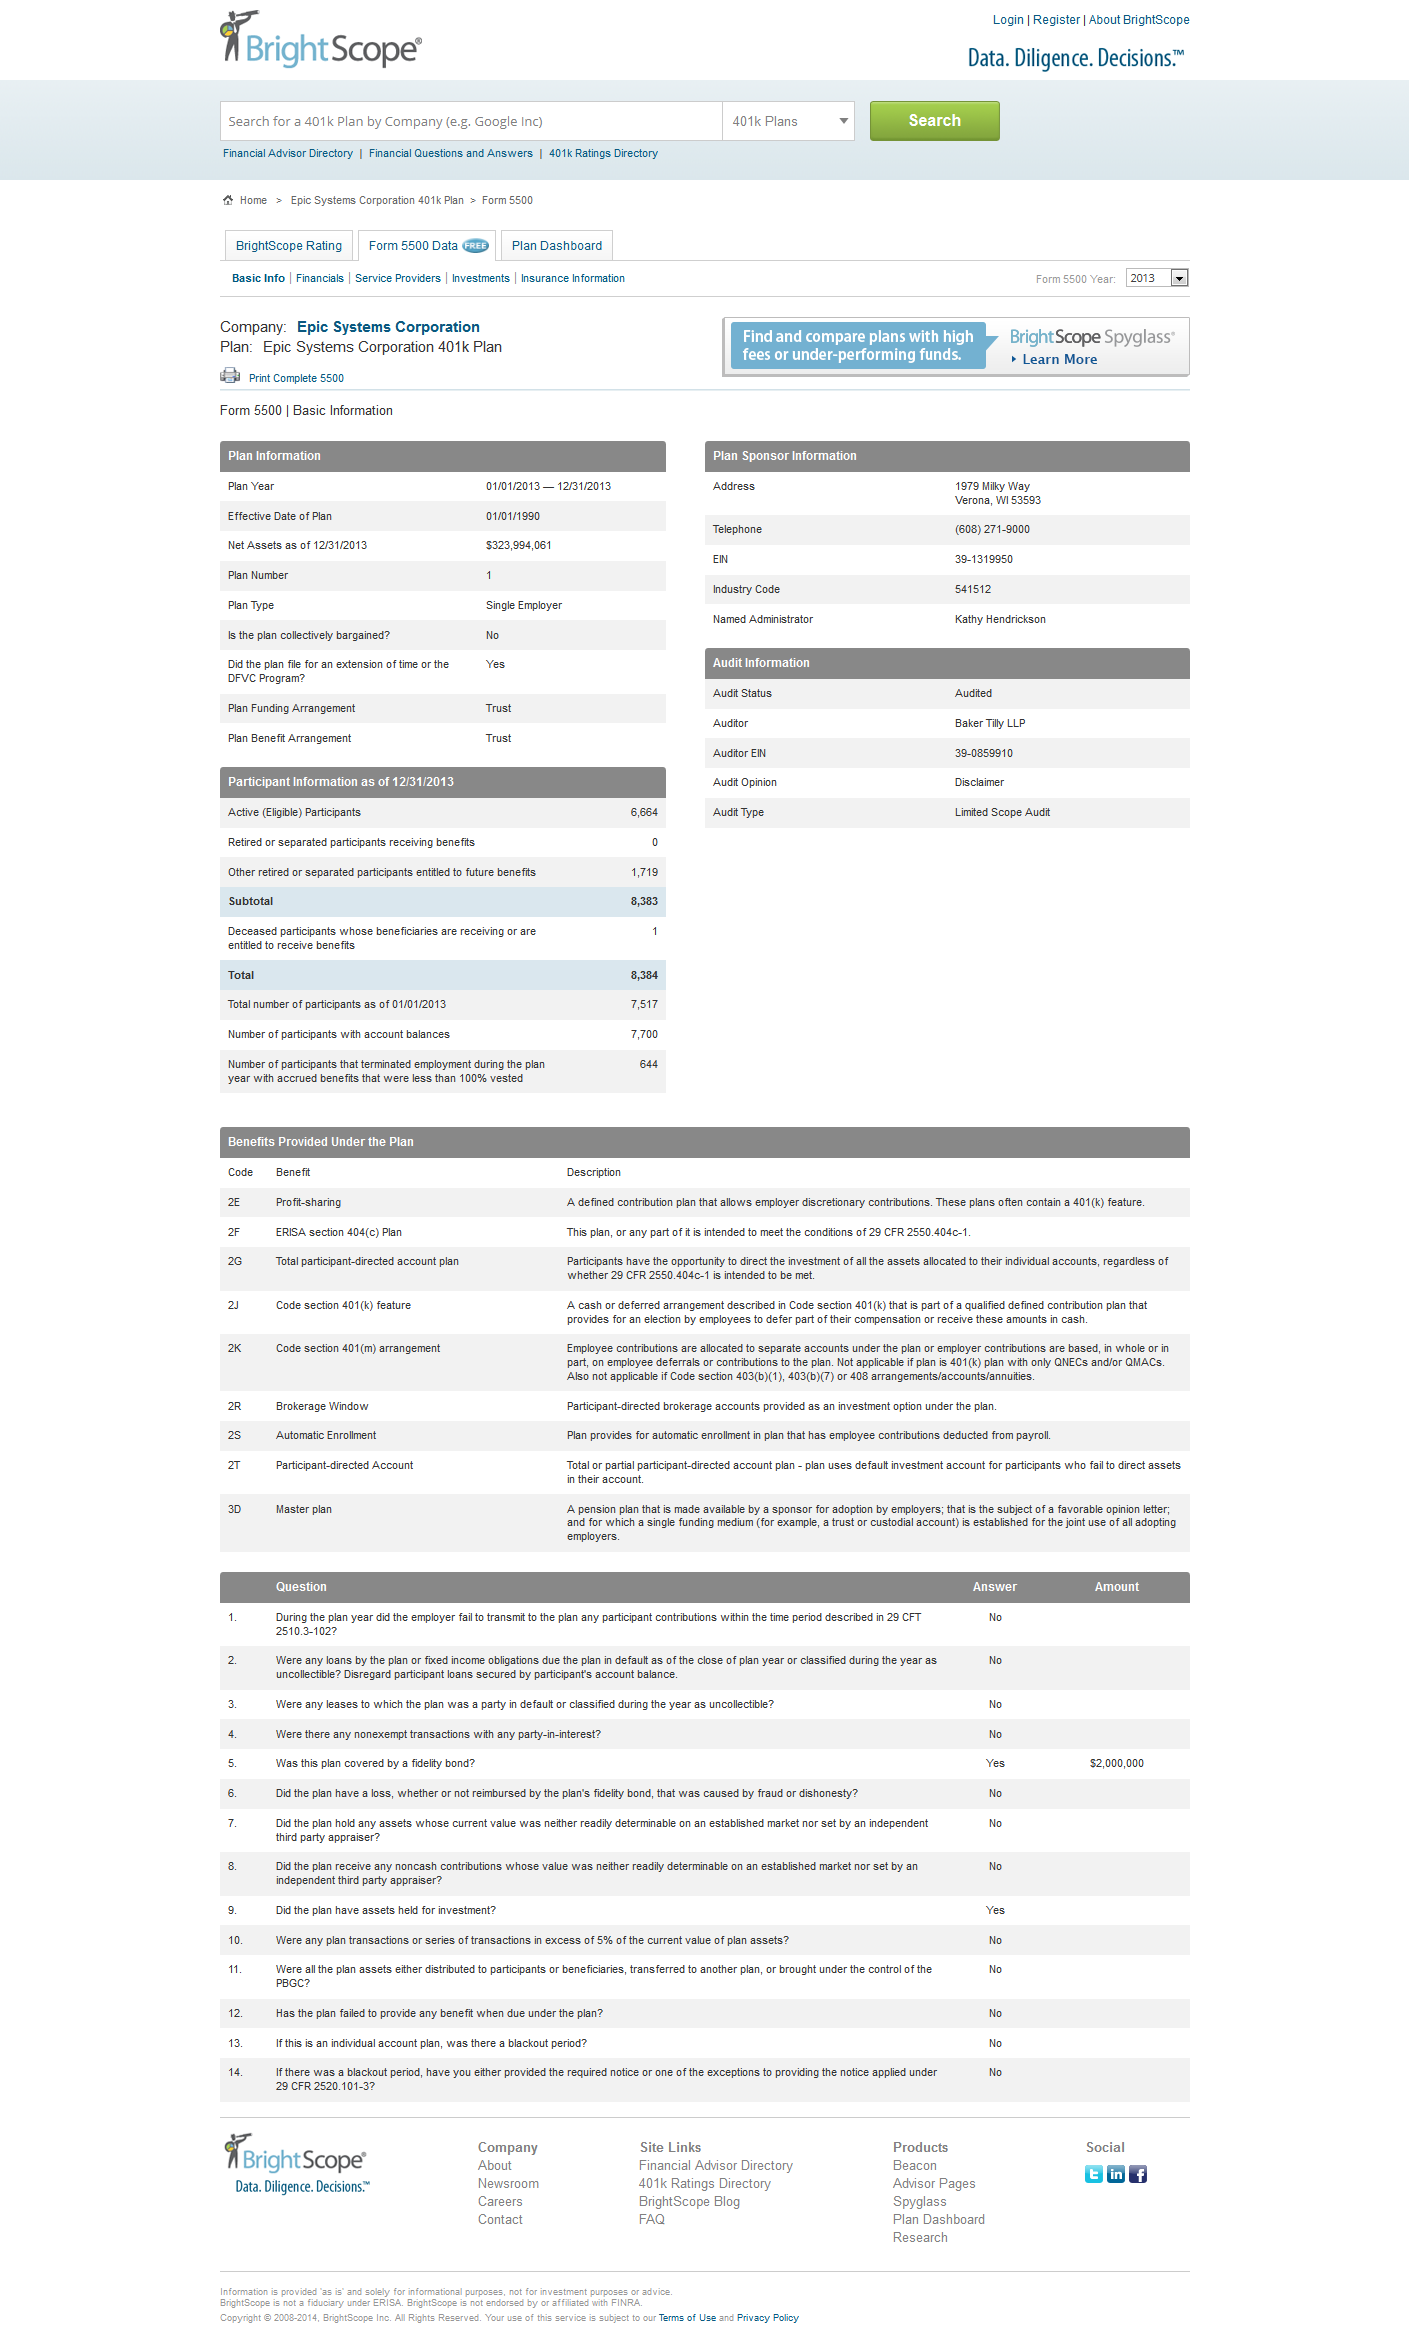 Login | Register | About BrightScope
BrightScope®
Data. Diligence. Decisions.™
Search for a 401k Plan by Company (e.g. Google Inc) 401k Plans Search
Financial Advisor Directory | Financial Questions and Answers | 401k Ratings Directory
Home > Epic Systems Corporation 401k Plan > Form 5500
BrightScope Rating Form 5500 Data FREE Plan Dashboard
Basic Info | Financials | Service Providers | Investments | Insurance Information Form 5500 Year: 2013
Company: Epic Systems Corporation
Plan: Epic Systems Corporation 401k Plan
Print Complete 5500
Find and compare plans with high
fees or under-performing funds.
BrightScope Spyglass®
Learn More
Form 5500 | Basic Information
Plan Information
Plan Year 01/01/2013 — 12/31/2013
Effective Date of Plan 01/01/1990
Net Assets as of 12/31/2013 $323,994,061
Plan Number 1
Plan Type Single Employer
Is the plan collectively bargained? No
Did the plan file for an extension of time or the Yes
DFVC Program?
Plan Funding Arrangement Trust
Plan Benefit Arrangement Trust
Participant Information as of 12/31/2013
Active (Eligible) Participants 6,664
Retired or separated participants receiving benefits 0
Other retired or separated participants entitled to future benefits 1,719
Subtotal 8,383
Deceased participants whose beneficiaries are receiving or are 1
entitled to receive benefits
Total 8,384
Total number of participants as of 01/01/2013 7,517
Number of participants with account balances 7,700
Number of participants that terminated employment during the plan 644
year with accrued benefits that were less than 100% vested
Plan Sponsor Information
Address 1979 Milky Way
Verona, WI 53593
Telephone (608) 271-9000
EIN 39-1319950
Industry Code 541512
Named Administrator Kathy Hendrickson
Audit Information
Audit Status Audited
Auditor Baker Tilly LLP
Auditor EIN 39-0859910
Audit Opinion Disclaimer
Audit Type Limited Scope Audit
Benefits Provided Under the Plan
Code Benefit Description
2E Profit-sharing A defined contribution plan that allows employer discretionary contributions. These plans often contain a 401(k) feature.
2F ERISA section 404(c) Plan This plan, or any part of it is intended to meet the conditions of 29 CFR 2550.404c-1.
2G Total participant-directed account plan Participants have the opportunity to direct the investment of all the assets allocated to their individual accounts, regardless of
whether 29 CFR 2550.404c-1 is intended to be met.
2J Code section 401(k) feature A cash or deferred arrangement described in Code section 401(k) that is part of a qualified defined contribution plan that
provides for an election by employees to defer part of their compensation or receive these amounts in cash.
2K Code section 401(m) arrangement Employee contributions are allocated to separate accounts under the plan or employer contributions are based, in whole or in
part, on employee deferrals or contributions to the plan. Not applicable if plan is 401(k) plan with only QNECs and/or QMACs.
Also not applicable if Code section 403(b)(1), 403(b)(7) or 408 arrangements/accounts/annuities.
2R Brokerage Window Participant-directed brokerage accounts provided as an investment option under the plan.
2S Automatic Enrollment Plan provides for automatic enrollment in plan that has employee contributions deducted from payroll.
2T Participant-directed Account Total or partial participant-directed account plan - plan uses default investment account for participants who fail to direct assets
in their account.
3D Master plan A pension plan that is made available by a sponsor for adoption by employers; that is the subject of a favorable opinion letter;
and for which a single funding medium (for example, a trust or custodial account) is established for the joint use of all adopting
employers.
Question Answer Amount
1. During the plan year did the employer fail to transmit to the plan any participant contributions within the time period described in 29 CFT No
2510.3-102?
2. Were any loans by the plan or fixed income obligations due the plan in default as of the close of plan year or classified during the year as No
uncollectible? Disregard participant loans secured by participant's account balance.
3. Were any leases to which the plan was a party in default or classified during the year as uncollectible? No
4. Were there any nonexempt transactions with any party-in-interest? No
5. Was this plan covered by a fidelity bond? Yes $2,000,000
6. Did the plan have a loss, whether or not reimbursed by the plan's fidelity bond, that was caused by fraud or dishonesty? No
7. Did the plan hold any assets whose current value was neither readily determinable on an established market nor set by an independent No
third party appraiser?
8. Did the plan receive any noncash contributions whose value was neither readily determinable on an established market nor set by an No
independent third party appraiser?
9. Did the plan have assets held for investment? Yes
10. Were any plan transactions or series of transactions in excess of 5% of the current value of plan assets? No
11. Were all the plan assets either distributed to participants or beneficiaries, transferred to another plan, or brought under the control of the No
PBGC?
12. Has the plan failed to provide any benefit when due under the plan? No
13. If this is an individual account plan, was there a blackout period? No
14. If there was a blackout period, have you either provided the required notice or one of the exceptions to providing the notice applied under No
29 CFR 2520.101-3?
BrightScope®
Data. Diligence. Decisions.™
Company
About
Newsroom
Careers
Contact
Site Links
Financial Advisor Directory
401k Ratings Directory
BrightScope Blog
FAQ
Products
Beacon
Advisor Pages
Spyglass
Plan Dashboard
Research
Social
Information is provided 'as is' and solely for informational purposes, not for investment purposes or advice.
BrightScope is not a fiduciary under ERISA. BrightScope is not endorsed by or affiliated with FINRA.
Copyright © 2008-2014, BrightScope Inc. All Rights Reserved. Your use of this service is subject to our Terms of Use and Privacy Policy